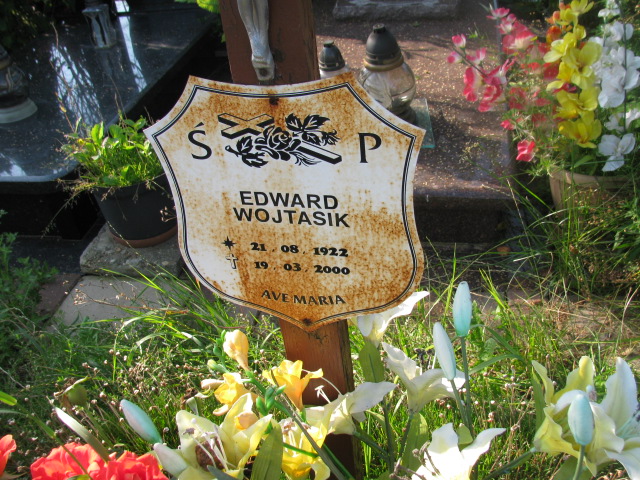 Ś P
EDWARD
WOJTASIK
21.08.1922
19.03.2000
AVE MARIA